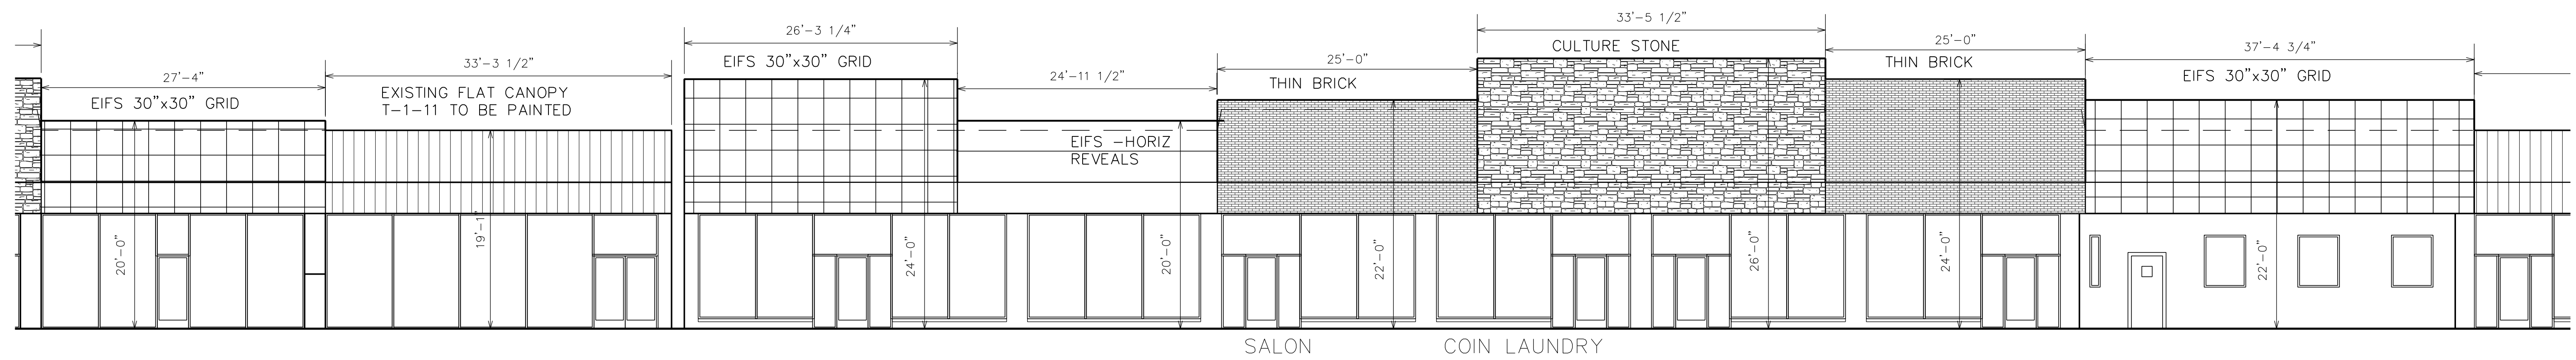 27'-4"
EIFS 30"x30" GRID
20'-0"
33'-3 1/2"
EXISTING FLAT CANOPY
T-1-11 TO BE PAINTED
19'-1"
26'-3 1/4"
EIFS 30"x30" GRID
24'-0"
24'-11 1/2"
EIFS -HORIZ
REVEALS
20'-0"
25'-0"
THIN BRICK
22'-0"
33'-5 1/2"
CULTURE STONE
26'-0"
25'-0"
THIN BRICK
24'-0"
37'-4 3/4"
EIFS 30"x30" GRID
22'-0"
SALON
COIN LAUNDRY